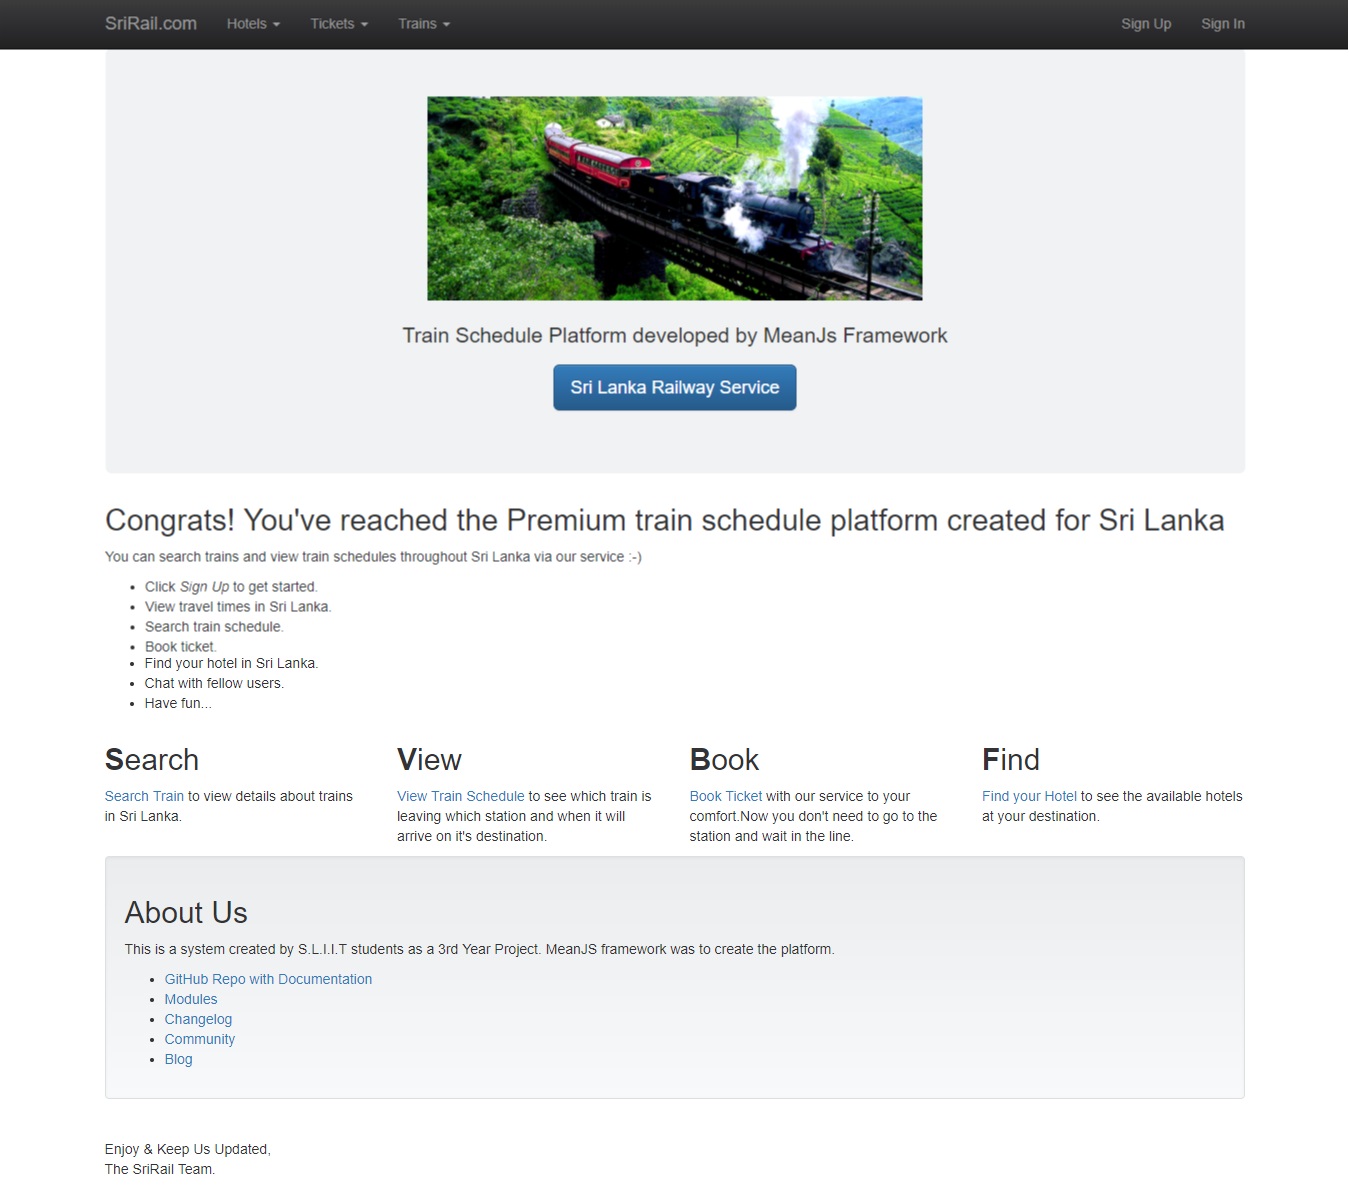 SriRail.com Hotels Tickets Trains Sign Up Sign In
Train Schedule Platform developed by MeanJs Framework
Sri Lanka Railway Service
Congrats! You've reached the Premium train schedule platform created for Sri Lanka
You can search trains and view train schedules throughout Sri Lanka via our service :-)
Click Sign Up to get started.
View travel times in Sri Lanka.
Search train schedule.
Book ticket.
Find your hotel in Sri Lanka.
Chat with fellow users.
Have fun...
Search
Search Train to view details about trains
in Sri Lanka.
View
View Train Schedule to see which train is
leaving which station and when it will
arrive on it's destination.
Book
Book Ticket with our service to your
comfort.Now you don't need to go to the
station and wait in the line.
Find
Find your Hotel to see the available hotels
at your destination.
About Us
This is a system created by S.L.I.I.T students as a 3rd Year Project. MeanJS framework was to create the platform.
GitHub Repo with Documentation
Modules
Changelog
Community
Blog
Enjoy & Keep Us Updated,
The SriRail Team.